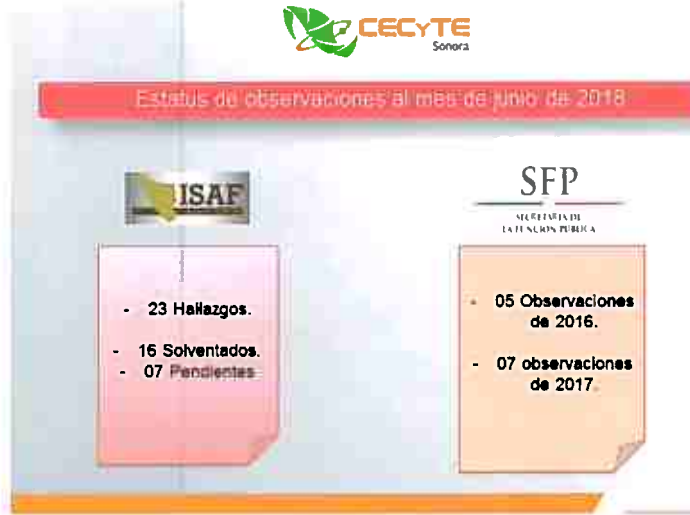 CECyTE
Sonora
Estatus de observaciones al mes de junio de 2018
ISAF
SFP
SECRETARÍA DE
LA FUNCIÓN PÚBLICA
- 23 Hallazgos.
- 16 Solventados.
- 07 Pendientes
- 05 Observaciones
de 2016.
- 07 observaciones
de 2017.